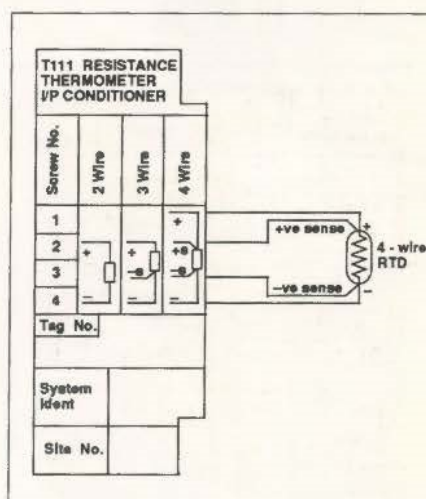 T111 RESISTANCE
THERMOMETER
I/P CONDITIONER
Screw No.
2 Wire
3 Wire
4 Wire
1
2
3
4
+
−
+
−s
−
+
+s
−s
−
+ve sense
−ve sense
+
−
4 - wire
RTD
Tag No.
System
Ident
Site No.